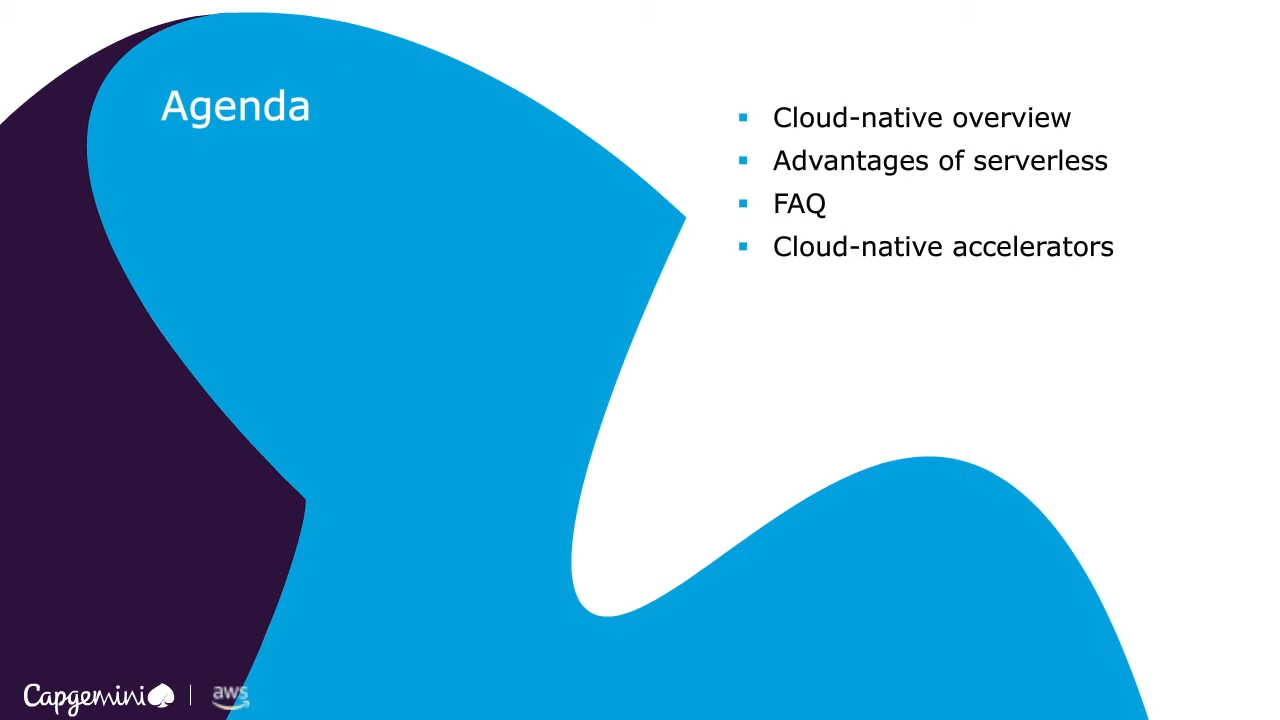 Agenda
Cloud-native overview
Advantages of serverless
FAQ
Cloud-native accelerators
Capgemini
aws